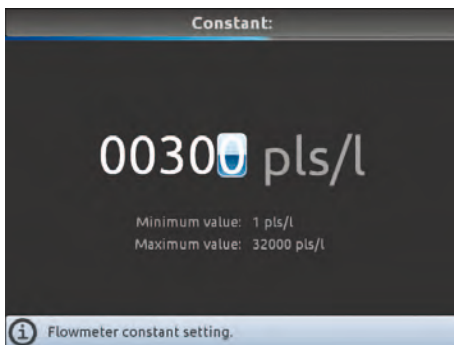 Constant:
00300 pls/l
Minimum value: 1 pls/l
Maximum value: 32000 pls/l
Flowmeter constant setting.